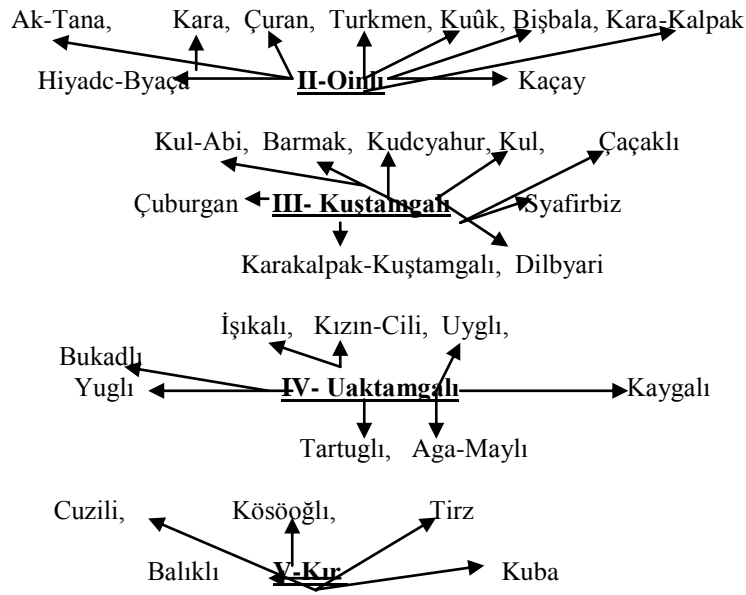 Ak-Tana, Kara, Çuran, Turkmen, Kuûk, Bişbala, Kara-Kalpak
Hiyadc-Byaça II-Oinlı Kaçay
Kul-Abi, Barmak, Kudcyahur, Kul, Çaçaklı
Çuburgan III- Kuştamgalı Syafirbiz
Karakalpak-Kuştamgalı, Dilbyari
İşıkalı, Kızın-Cili, Uyglı,
Bukadlı
Yuglı IV- Uaktamgalı Kaygalı
Tartuglı, Aga-Maylı
Cuzili, Kösöoğlı, Tirz
Balıklı V-Kır Kuba